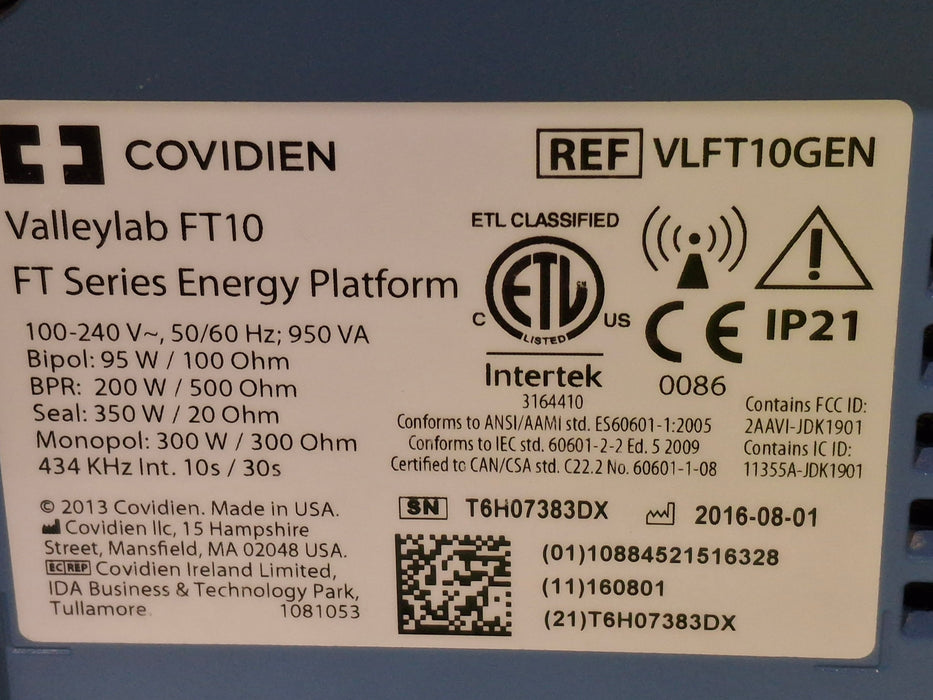 COVIDIEN
REF VLFT10GEN
Valleylab FT10
FT Series Energy Platform
100-240 V~, 50/60 Hz; 950 VA
Bipol: 95 W / 100 Ohm
BPR: 200 W / 500 Ohm
Seal: 350 W / 20 Ohm
Monopol: 300 W / 300 Ohm
434 KHz Int. 10s / 30s
ETL CLASSIFIED
ETL SM
C US
LISTED
Intertek
3164410
CE
0086
IP21
Conforms to ANSI/AAMI std. ES60601-1:2005
Conforms to IEC std. 60601-2-2 Ed. 5 2009
Certified to CAN/CSA std. C22.2 No. 60601-1-08
Contains FCC ID:
2AAVI-JDK1901
Contains IC ID:
11355A-JDK1901
© 2013 Covidien. Made in USA.
Covidien llc, 15 Hampshire
Street, Mansfield, MA 02048 USA.
EC REP Covidien Ireland Limited,
IDA Business & Technology Park,
Tullamore. 1081053
SN T6H07383DX 2016-08-01
(01)10884521516328
(11)160801
(21)T6H07383DX